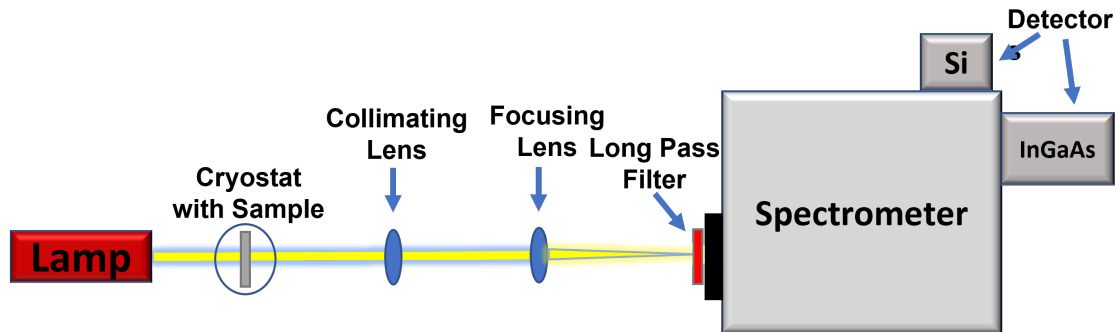 Detector
s
Si
InGaAs
Collimating
Lens
Focusing
Lens
Long Pass
Filter
Cryostat
with Sample
Spectrometer
Lamp